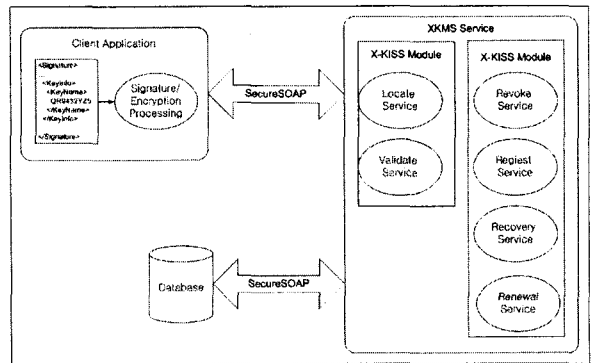 Client Application
<Signature>
...
<KeyInfo>
<KeyName>
</KeyName>
</KeyInfo>
...
</Signature>
Signature/
Encryption
Processing
SecureSOAP
XKMS Service
X-KISS Module
Locate
Service
Validate
Service
X-KISS Module
Revoke
Service
Regiest
Service
Recovery
Service
Renewal
Service
Database
SecureSOAP